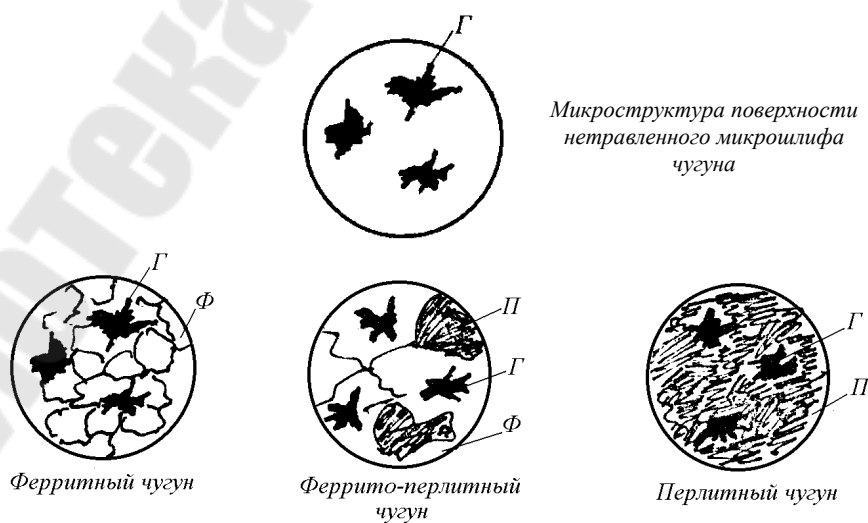 Г
Микроструктура поверхности
нетравленного микрошлифа
чугуна
Г
Ф
П
Г
Ф
Г
П
Ферритный чугун
Феррито-перлитный
чугун
Перлитный чугун